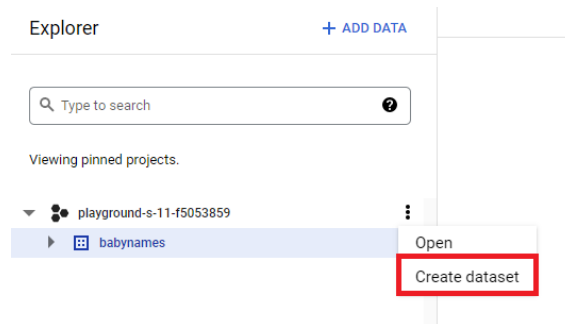 Explorer
+ ADD DATA
Type to search
Viewing pinned projects.
playground-s-11-f5053859
babynames
Open
Create dataset